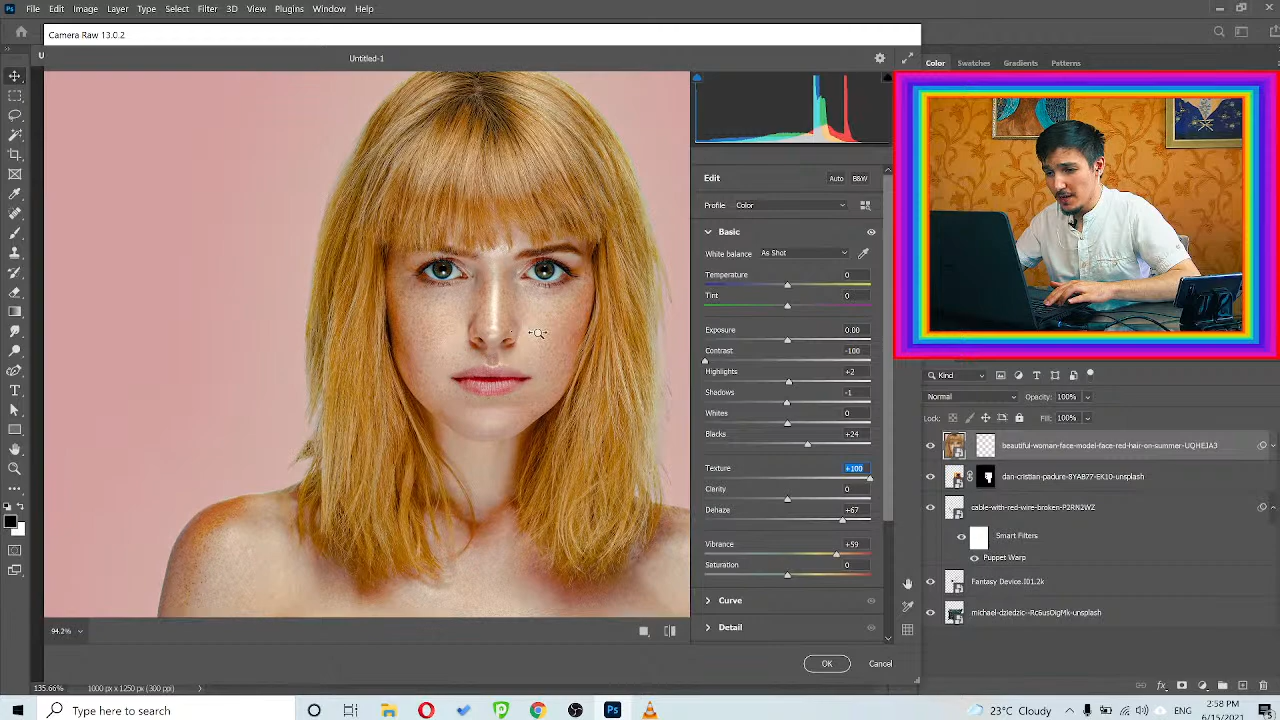 Ps File Edit Image Layer Type Select Filter 3D View Plugins Window Help
Camera Raw 13.0.2
Untitled-1
Color Swatches Gradients Patterns
Edit Auto B&W
Profile Color
Basic
White balance As Shot
Temperature 0
Tint 0
Exposure 0.00
Contrast -100
Highlights +2
Shadows -1
Whites 0
Blacks +24
Texture +100
Clarity 0
Dehaze +67
Vibrance +59
Saturation 0
Curve
Detail
94.2%
OK Cancel
Kind
Normal Opacity: 100%
Lock: Fill: 100%
beautiful-woman-face-model-face-red-hair-on-summer-UQHEJA3
dan-cristian-padure-8YAB77-EK10-unsplash
cable-with-red-wire-broken-P2RN2WZ
Smart Filters
Puppet Warp
Fantasy Device.I01.2k
michael-dziedzic--Rc6usOigMk-unsplash
135.66% 1000 px x 1250 px (300 ppi)
Type here to search
23°C Cloudy
Eng